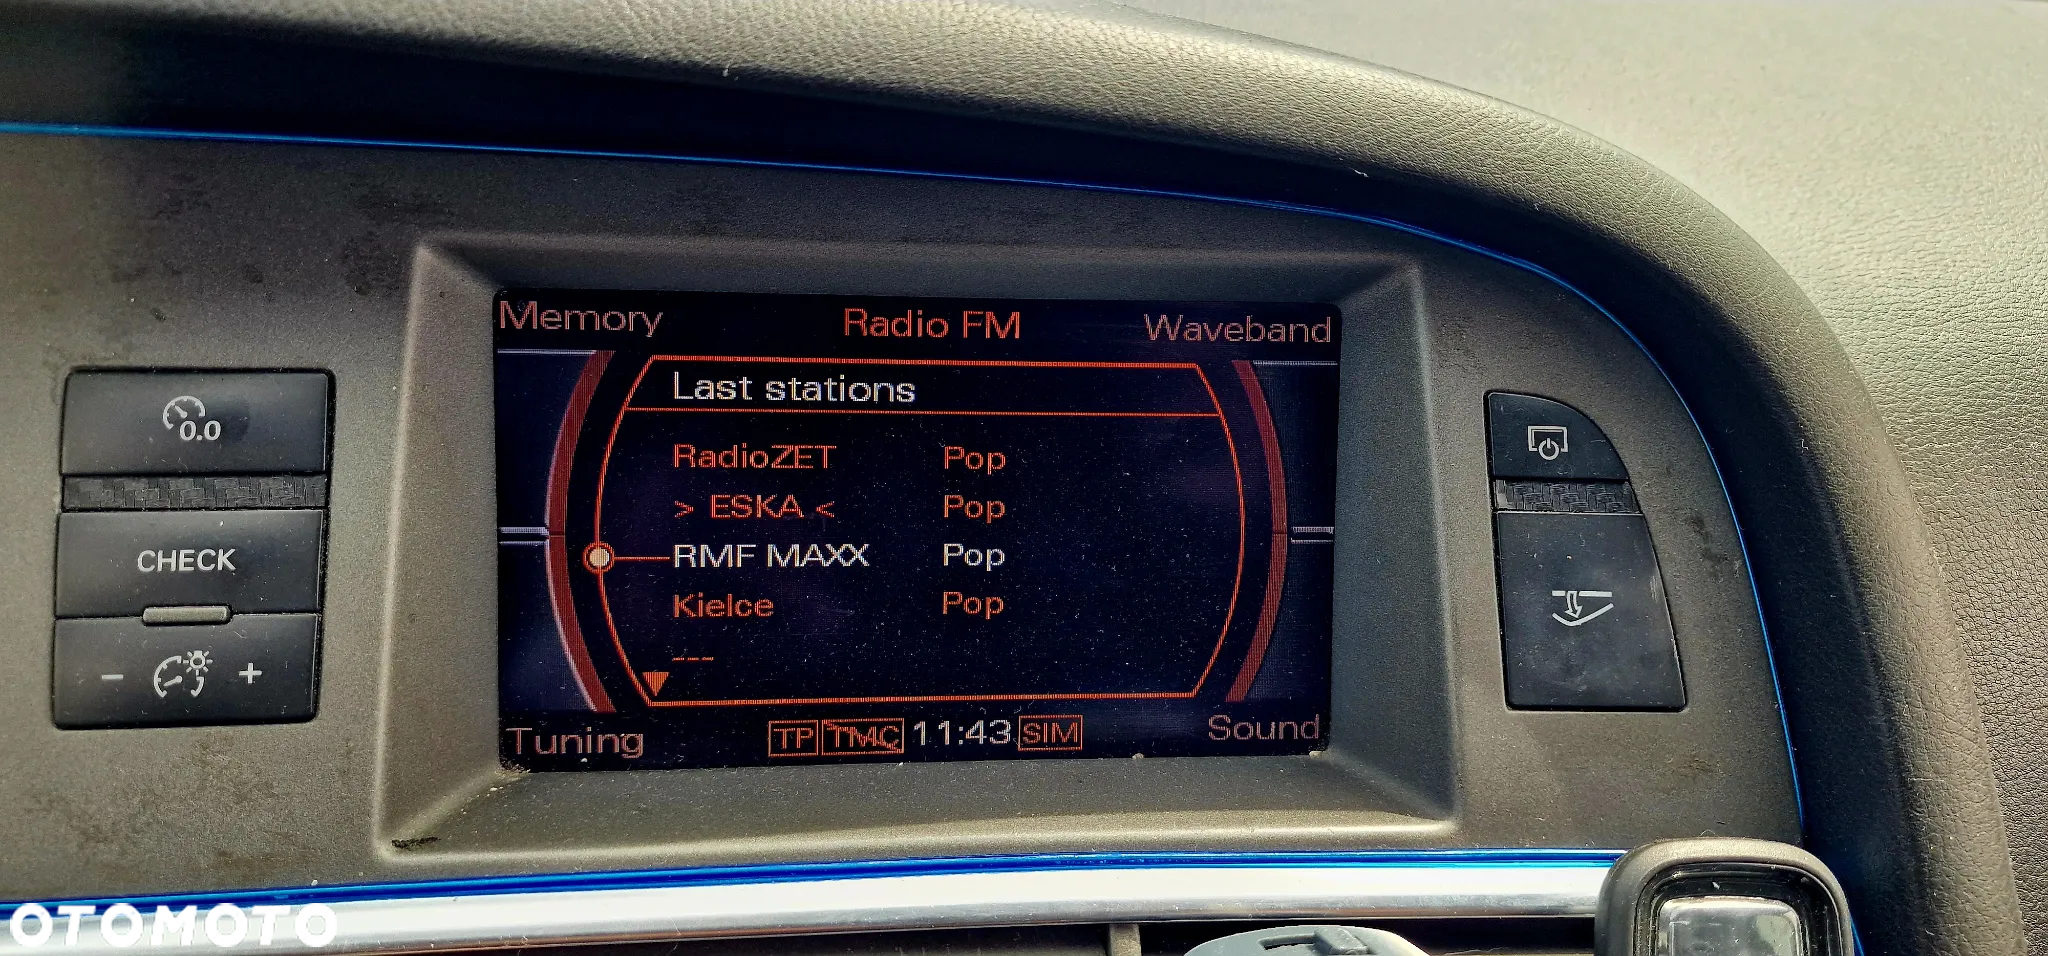 Memory Radio FM Waveband
Last stations
RadioZET Pop
> ESKA < Pop
RMF MAXX Pop
Kielce Pop
---
Tuning TP TMC 11:43 SIM Sound
0.0
CHECK
- +
OTOMOTO